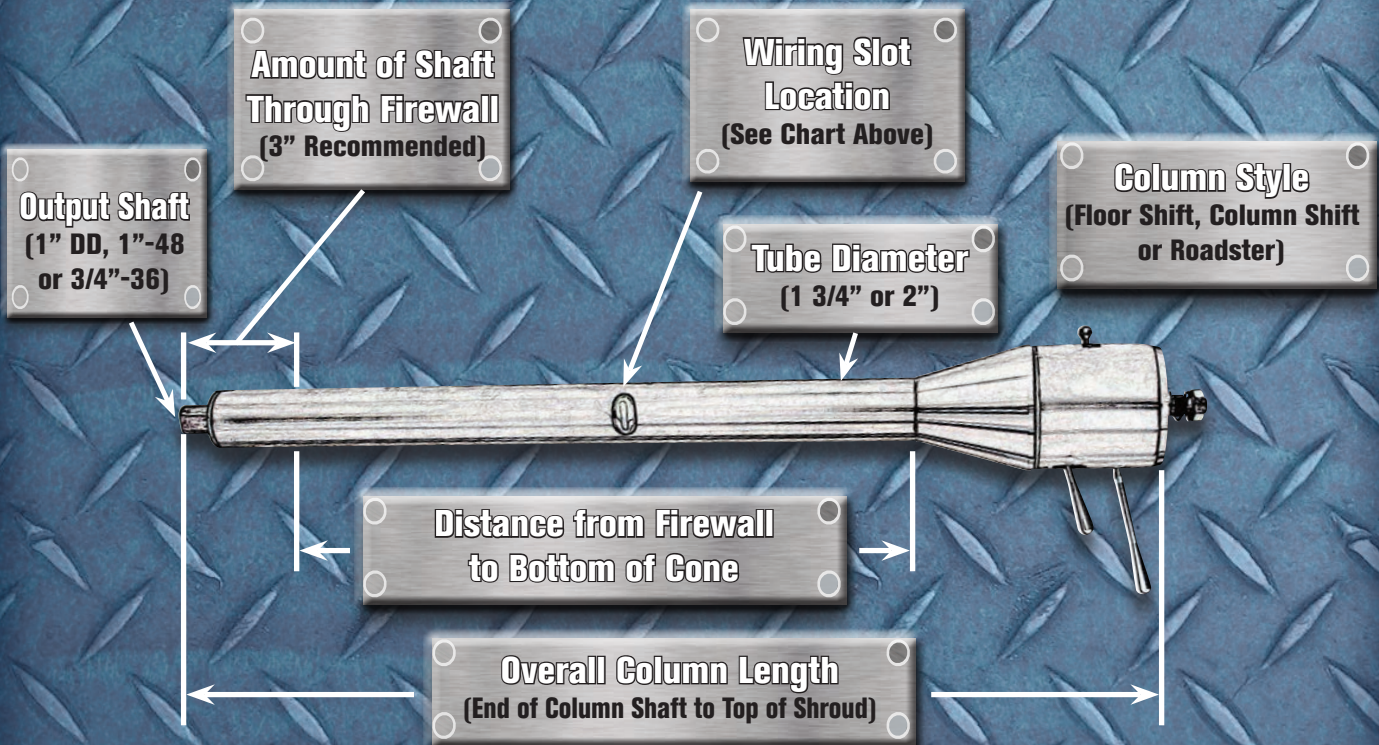 Amount of Shaft
Through Firewall
(3” Recommended)
Wiring Slot
Location
(See Chart Above)
Output Shaft
(1” DD, 1”-48
or 3/4”-36)
Column Style
(Floor Shift, Column Shift
or Roadster)
Tube Diameter
(1 3/4” or 2”)
Distance from Firewall
to Bottom of Cone
Overall Column Length
(End of Column Shaft to Top of Shroud)